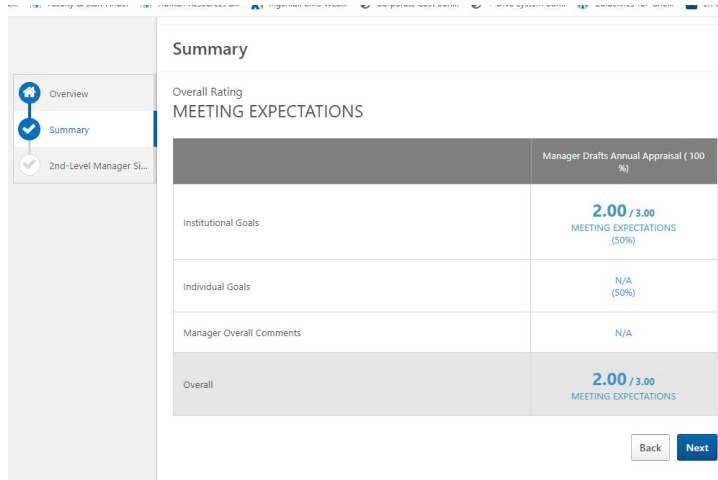 Summary
Overview
Summary
2nd-Level Manager Si...
Overall Rating
MEETING EXPECTATIONS
Manager Drafts Annual Appraisal ( 100
%)
Institutional Goals
2.00 / 3.00
MEETING EXPECTATIONS
(50%)
Individual Goals
N/A
(50%)
Manager Overall Comments
N/A
Overall
2.00 / 3.00
MEETING EXPECTATIONS
Back
Next